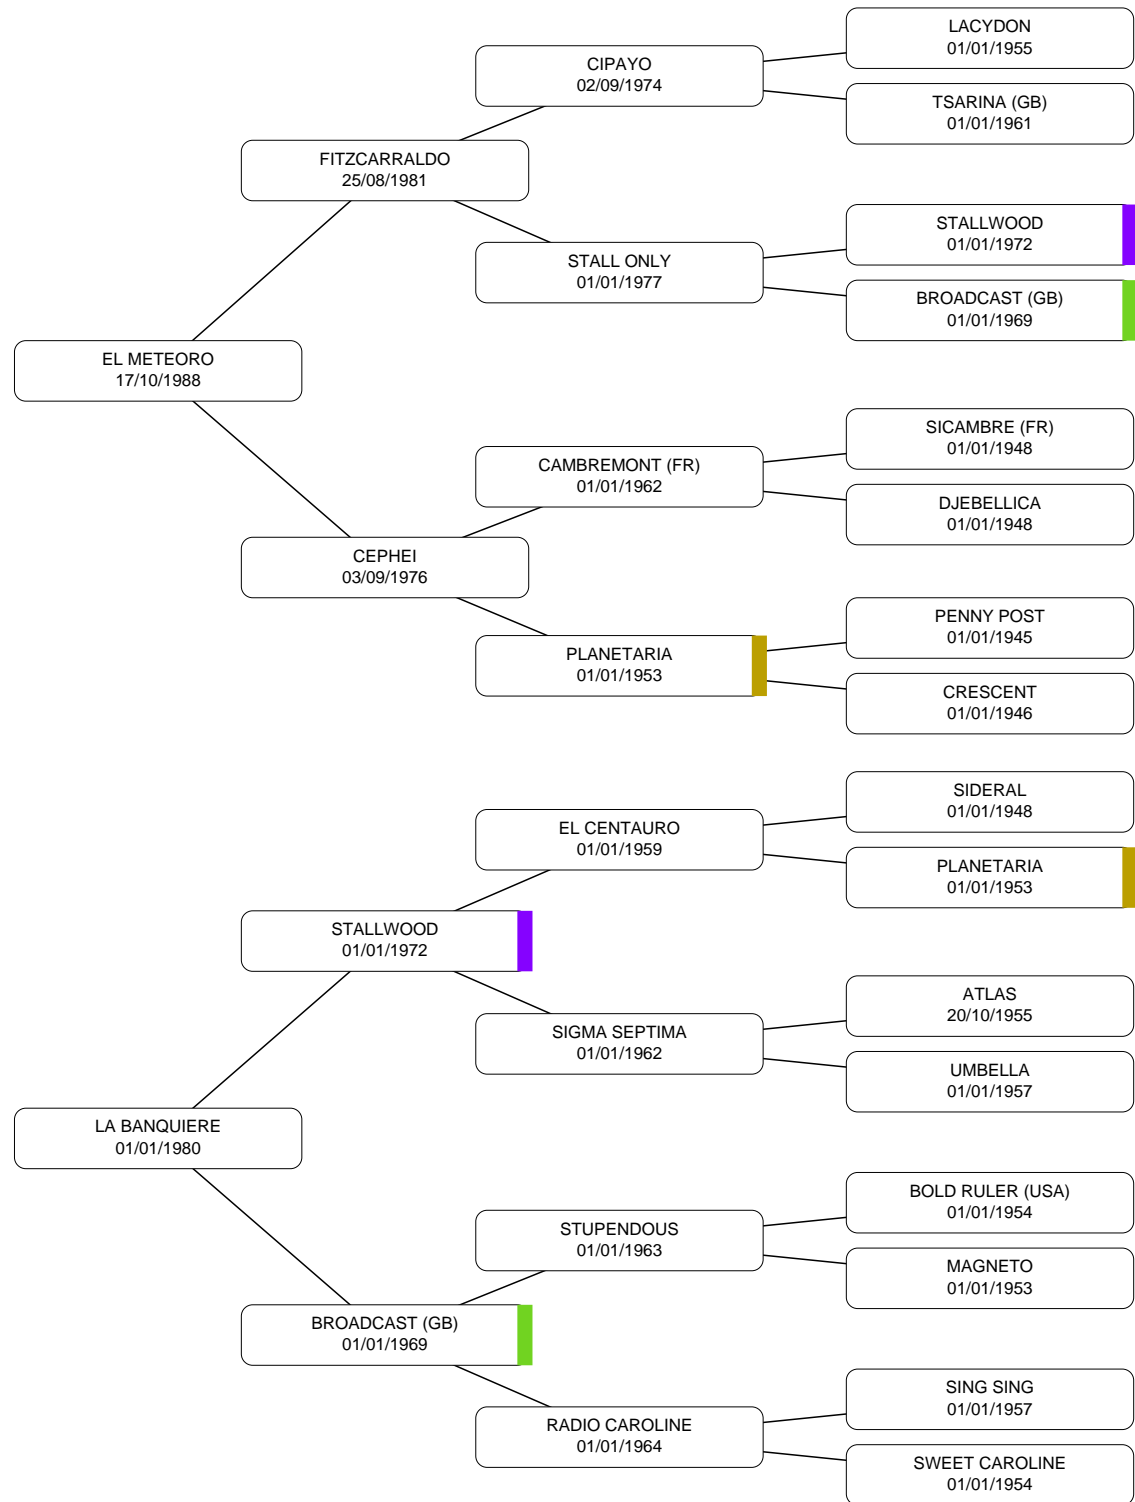 LACYDON
01/01/1955
CIPAYO
02/09/1974
TSARINA (GB)
01/01/1961
FITZCARRALDO
25/08/1981
STALLWOOD
01/01/1972
STALL ONLY
01/01/1977
BROADCAST (GB)
01/01/1969
EL METEORO
17/10/1988
SICAMBRE (FR)
01/01/1948
CAMBREMONT (FR)
01/01/1962
DJEBELLICA
01/01/1948
CEPHEI
03/09/1976
PENNY POST
01/01/1945
PLANETARIA
01/01/1953
CRESCENT
01/01/1946
SIDERAL
01/01/1948
EL CENTAURO
01/01/1959
PLANETARIA
01/01/1953
STALLWOOD
01/01/1972
ATLAS
20/10/1955
SIGMA SEPTIMA
01/01/1962
UMBELLA
01/01/1957
LA BANQUIERE
01/01/1980
BOLD RULER (USA)
01/01/1954
STUPENDOUS
01/01/1963
MAGNETO
01/01/1953
BROADCAST (GB)
01/01/1969
SING SING
01/01/1957
RADIO CAROLINE
01/01/1964
SWEET CAROLINE
01/01/1954